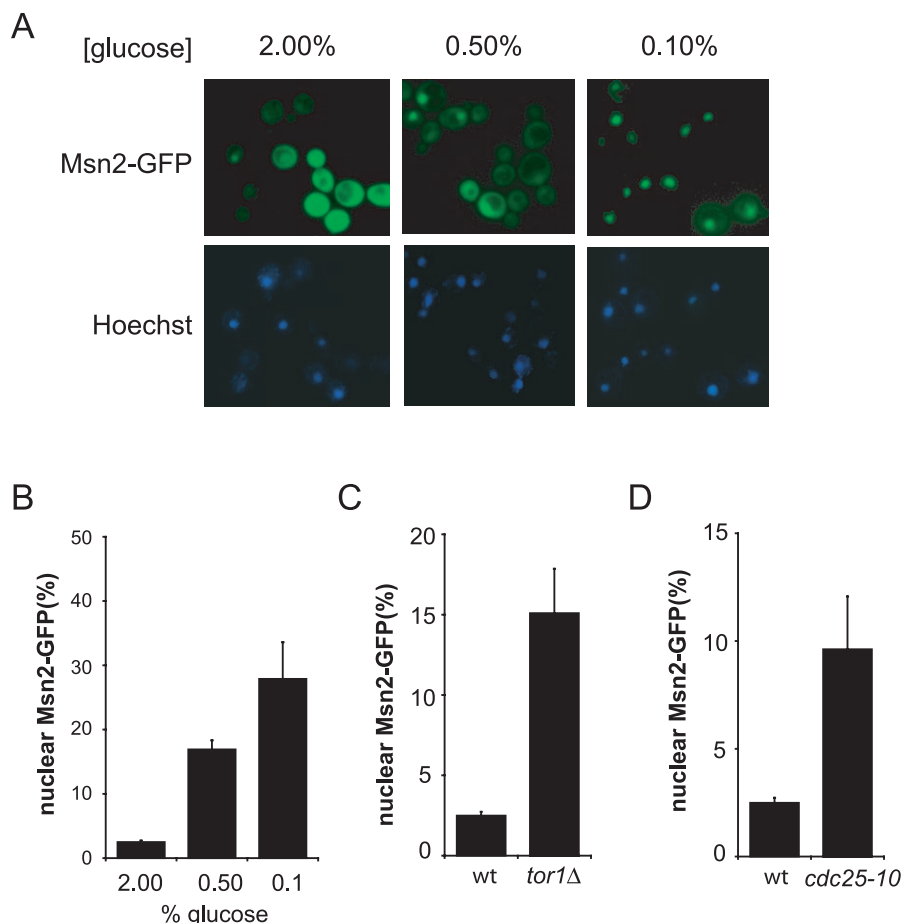 A
[glucose] 2.00% 0.50% 0.10%
Msn2-GFP
Hoechst
B
nuclear Msn2-GFP(%)
50
40
30
20
10
0
2.00 0.50 0.1
% glucose
C
nuclear Msn2-GFP(%)
20
15
10
5
0
wt tor1Δ
D
nuclear Msn2-GFP(%)
15
10
5
0
wt cdc25-10